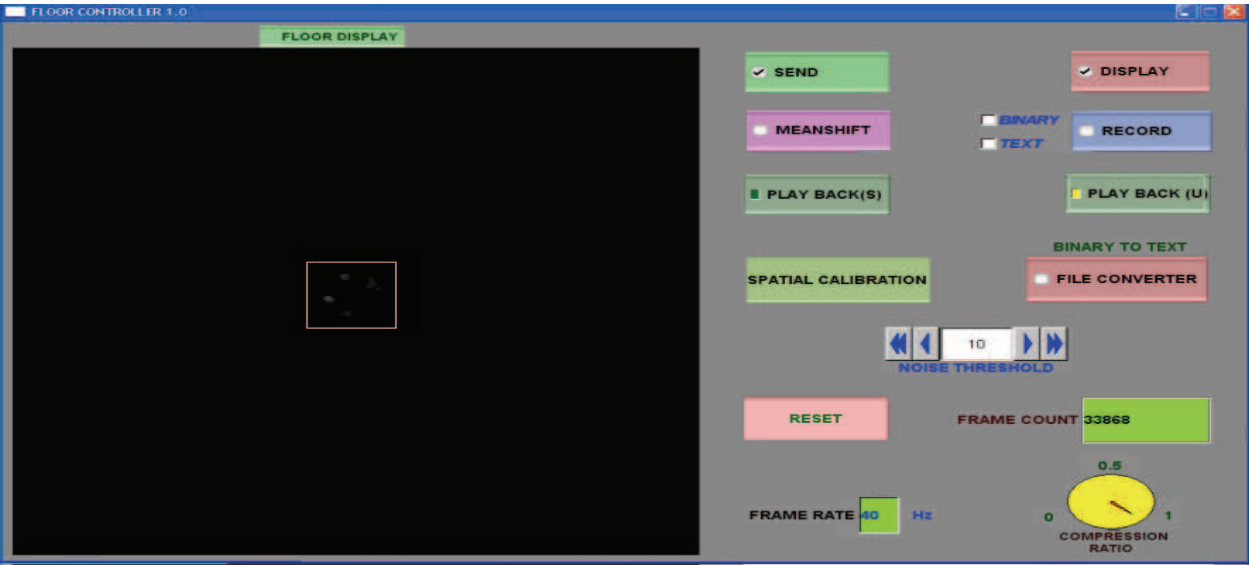 FLOOR CONTROLLER 1.0
FLOOR DISPLAY
SEND
DISPLAY
MEANSHIFT
BINARY
TEXT
RECORD
PLAY BACK(S)
PLAY BACK (U)
BINARY TO TEXT
SPATIAL CALIBRATION
FILE CONVERTER
10
NOISE THRESHOLD
RESET
FRAME COUNT 33868
0.5
FRAME RATE 40 Hz
0
1
COMPRESSION
RATIO